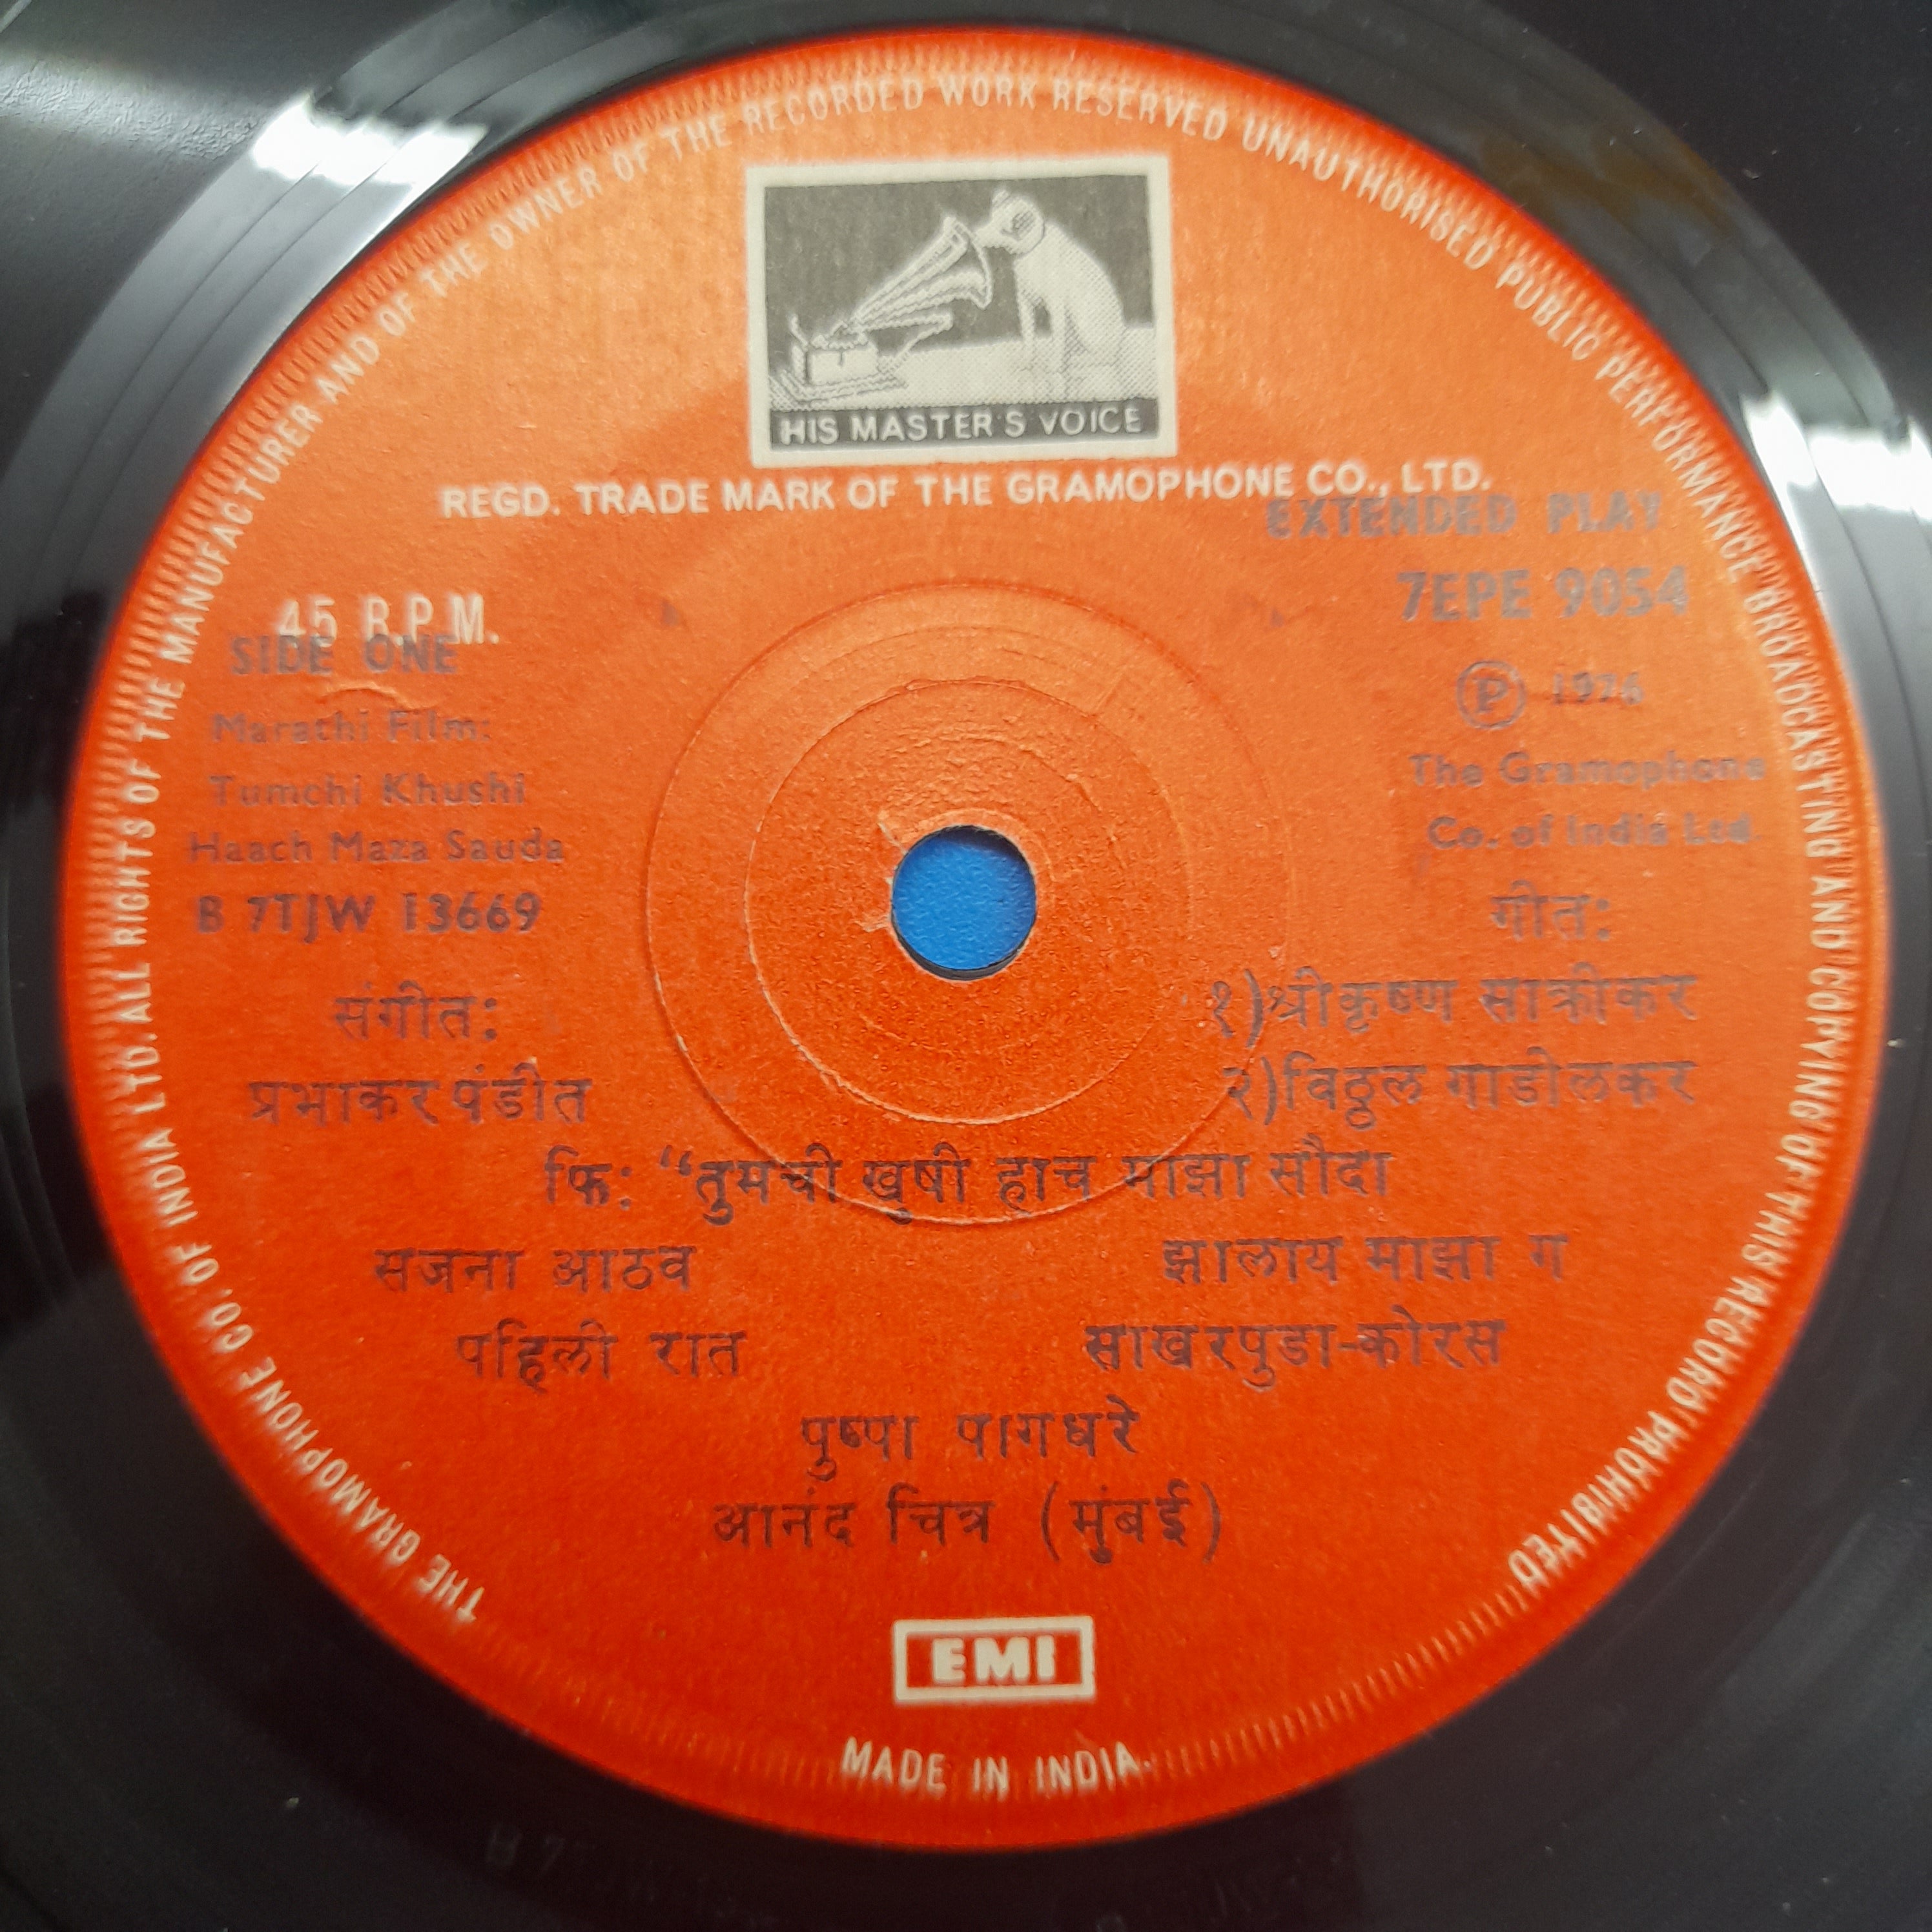 THE GRAMOPHONE CO. OF INDIA LTD. ALL RIGHTS OF THE MANUFACTURER AND OF THE OWNER OF THE RECORDED WORK RESERVED UNAUTHORISED PUBLIC PERFORMANCE BROADCASTING AND COPYING OF THIS RECORD PROHIBITED
HIS MASTER'S VOICE
REGD. TRADE MARK OF THE GRAMOPHONE CO., LTD.
EXTENDED PLAY
7EPE 9054
45 R.P.M.
SIDE ONE
℗ 1976
Marathi Film:
Tumchi Khushi
Haach Maza Sauda
B 7TJW 13669
The Gramophone
Co. of India Ltd
गीत:
संगीत:
प्रभाकर पंडीत
१)श्रीकृष्ण साक्रीकर
२)विठ्ठल गाडीलकर
फि: "तुमची खुषी हाच माझा सौदा
सजना आठव झालाय माझा ग
पहिली रात साखरपुडा-कोरस
पुष्पा पागधरे
आनंद चित्र (मुंबई)
EMI
MADE IN INDIA.